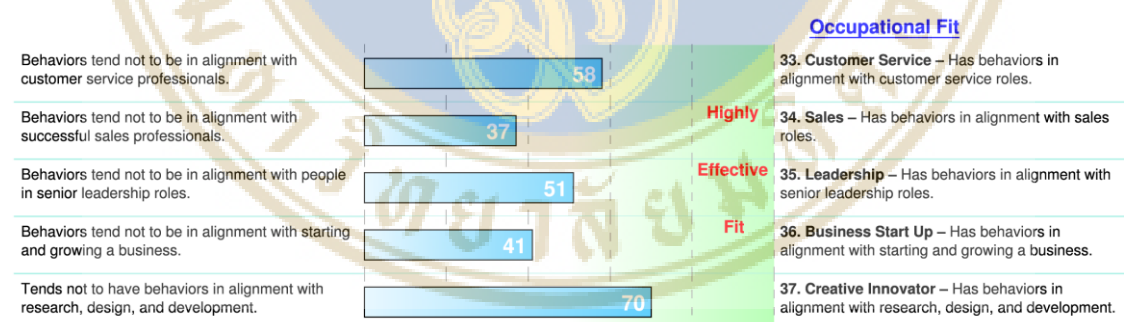 Occupational Fit
Behaviors tend not to be in alignment with
customer service professionals.
58
33. Customer Service – Has behaviors in
alignment with customer service roles.
Behaviors tend not to be in alignment with
successful sales professionals.
37
Highly
34. Sales – Has behaviors in alignment with sales
roles.
Behaviors tend not to be in alignment with people
in senior leadership roles.
51
Effective
35. Leadership – Has behaviors in alignment with
senior leadership roles.
Behaviors tend not to be in alignment with starting
and growing a business.
41
Fit
36. Business Start Up – Has behaviors in
alignment with starting and growing a business.
Tends not to have behaviors in alignment with
research, design, and development.
70
37. Creative Innovator – Has behaviors in
alignment with research, design, and development.